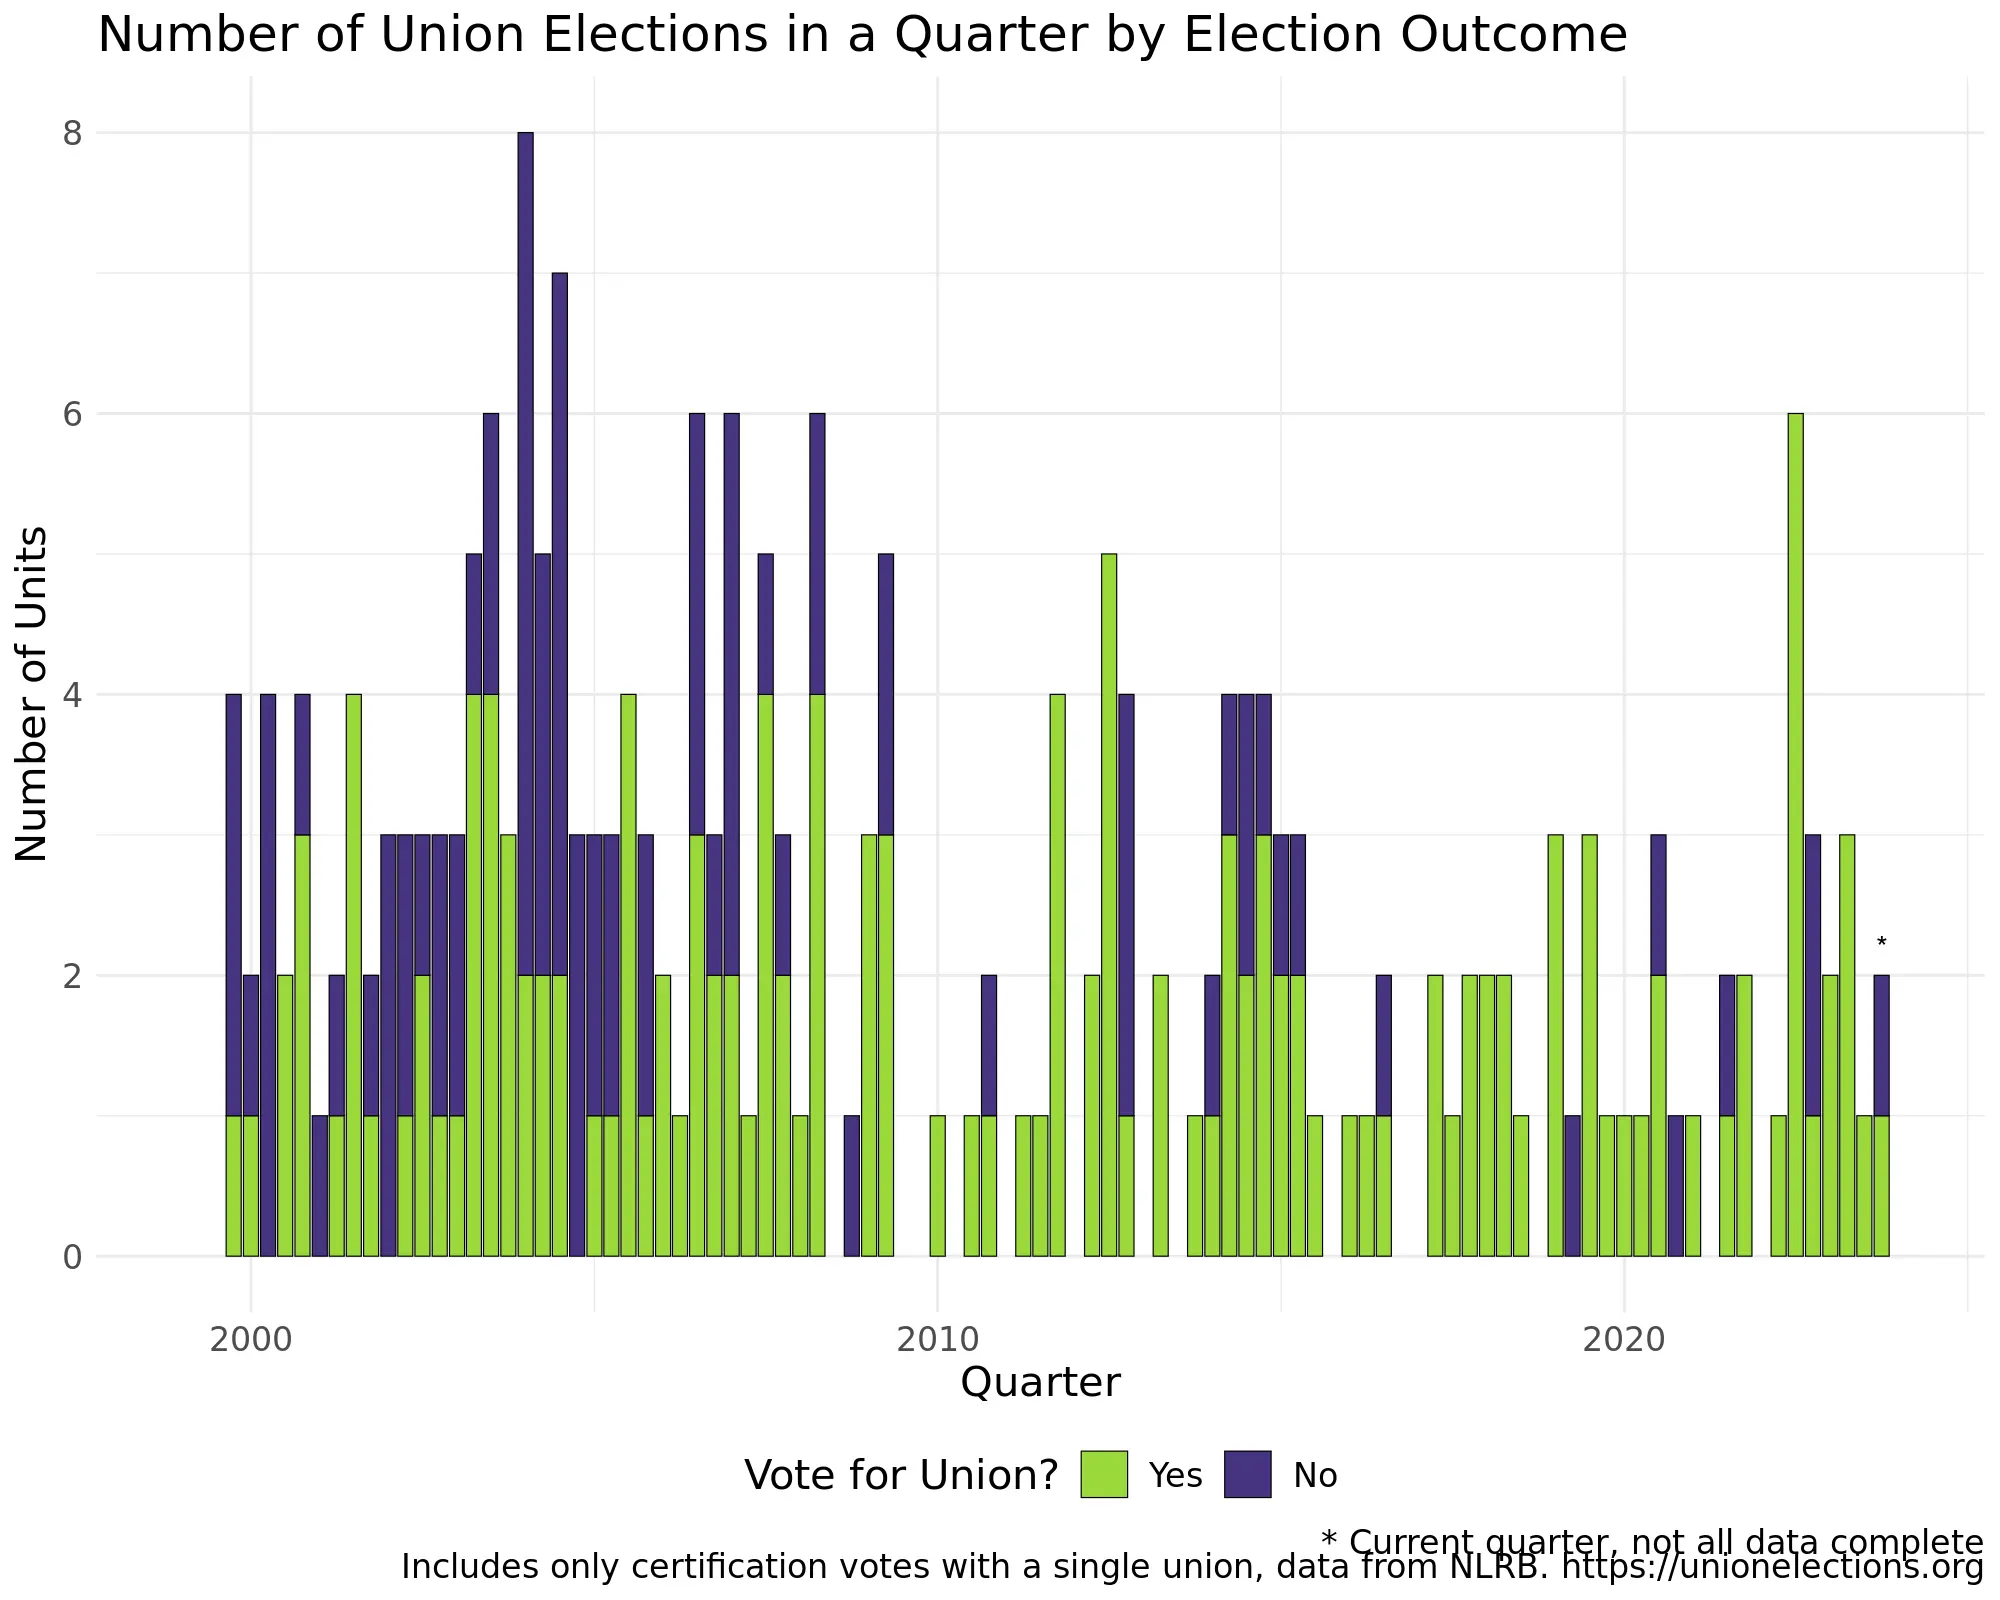 Number of Union Elections in a Quarter by Election Outcome
8
6
4
2
0
Number of Units
*
2000 2010 2020
Quarter
Vote for Union? Yes No
* Current quarter, not all data complete
Includes only certification votes with a single union, data from NLRB. https://unionelections.org